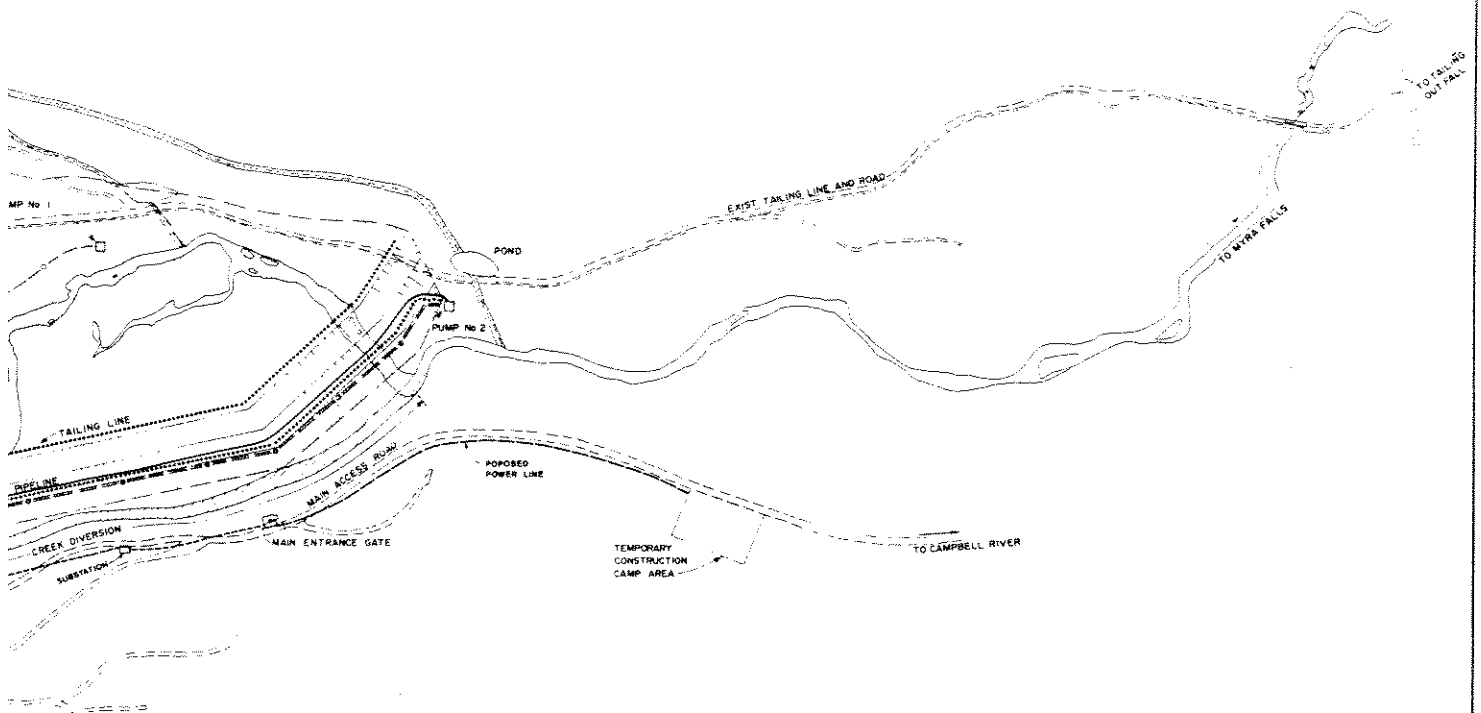 TO TAILING
OUT FALL
EXIST TAILING LINE AND ROAD
MP No 1
TO MYRA FALLS
POND
PUMP No 2
TAILING LINE
PIPELINE
MAIN ACCESS ROAD
POPOSED
POWER LINE
CREEK DIVERSION
MAIN ENTRANCE GATE
SUBSTATION
TEMPORARY
CONSTRUCTION
CAMP AREA
TO CAMPBELL RIVER